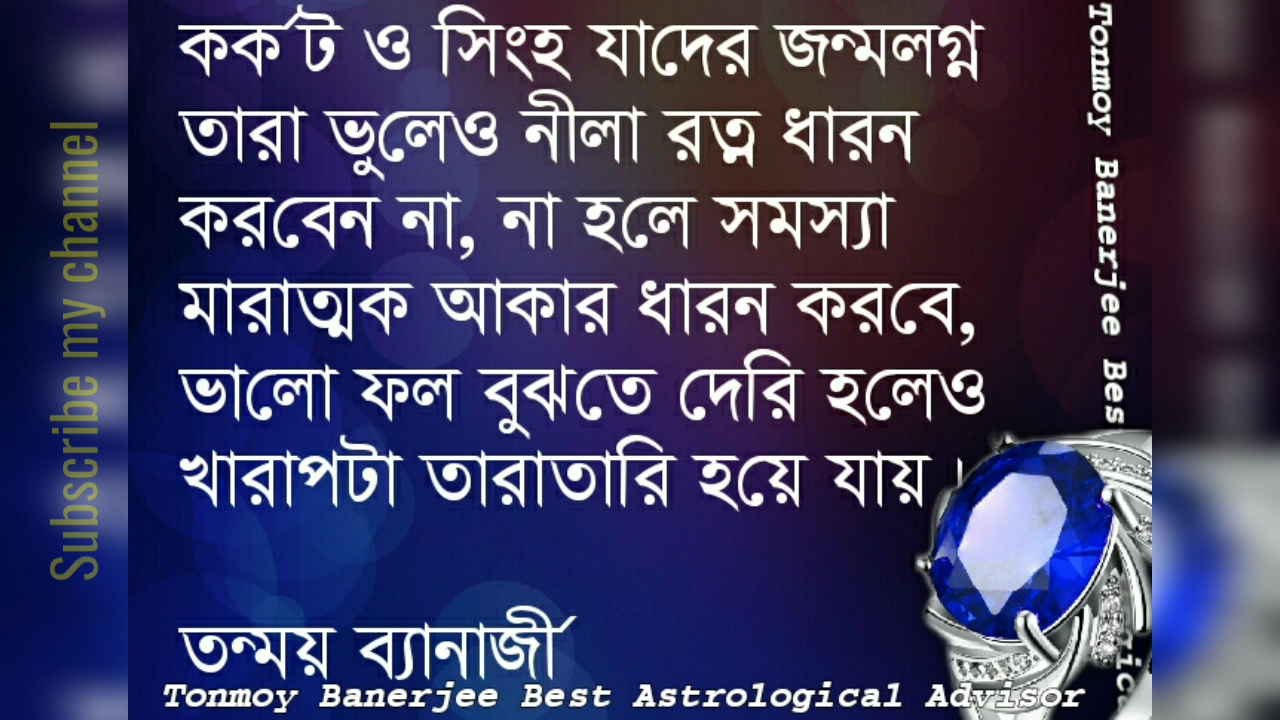 কর্কট ও সিংহ যাদের জন্মলগ্ন
তারা ভুলেও নীলা রত্ন ধারন
করবেন না, না হলে সমস্যা
মারাত্মক আকার ধারন করবে,
ভালো ফল বুঝতে দেরি হলেও
খারাপটা তারাতারি হয়ে যায়।
তন্ময় ব্যানার্জী
Tonmoy Banerjee Best Astrological Advisor
Subscribe my channel
Tonmoy Banerjee Bes